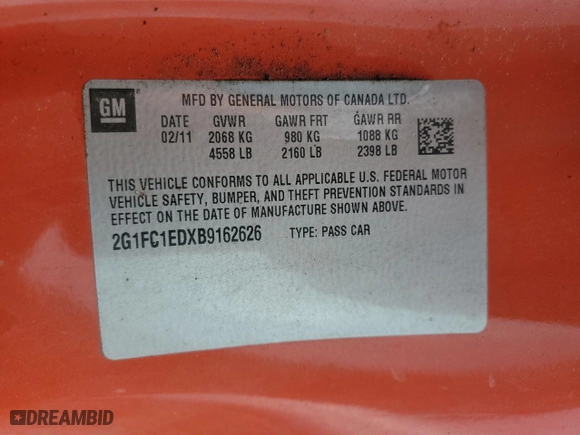 GM
MFD BY GENERAL MOTORS OF CANADA LTD.
DATE GVWR GAWR FRT GAWR RR
02/11 2068 KG 980 KG 1088 KG
4558 LB 2160 LB 2398 LB
THIS VEHICLE CONFORMS TO ALL APPLICABLE U.S. FEDERAL MOTOR
VEHICLE SAFETY, BUMPER, AND THEFT PREVENTION STANDARDS IN
EFFECT ON THE DATE OF MANUFACTURE SHOWN ABOVE.
2G1FC1EDXB9162626 TYPE: PASS CAR
DREAMBID